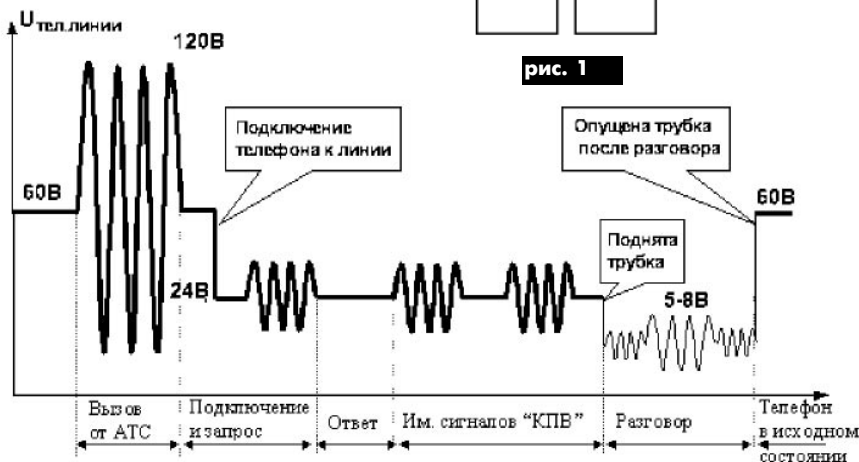 Uтел.линии
120В
рис. 1
Подключение
телефона к линии
Опущена трубка
после разговора
60В
60В
Поднята
трубка
24В
5-8В
Вызов
от АТС
Подключение
и запрос
Ответ
Им. сигналов “КПВ”
Разговор
Телефон
в исходном
состоянии